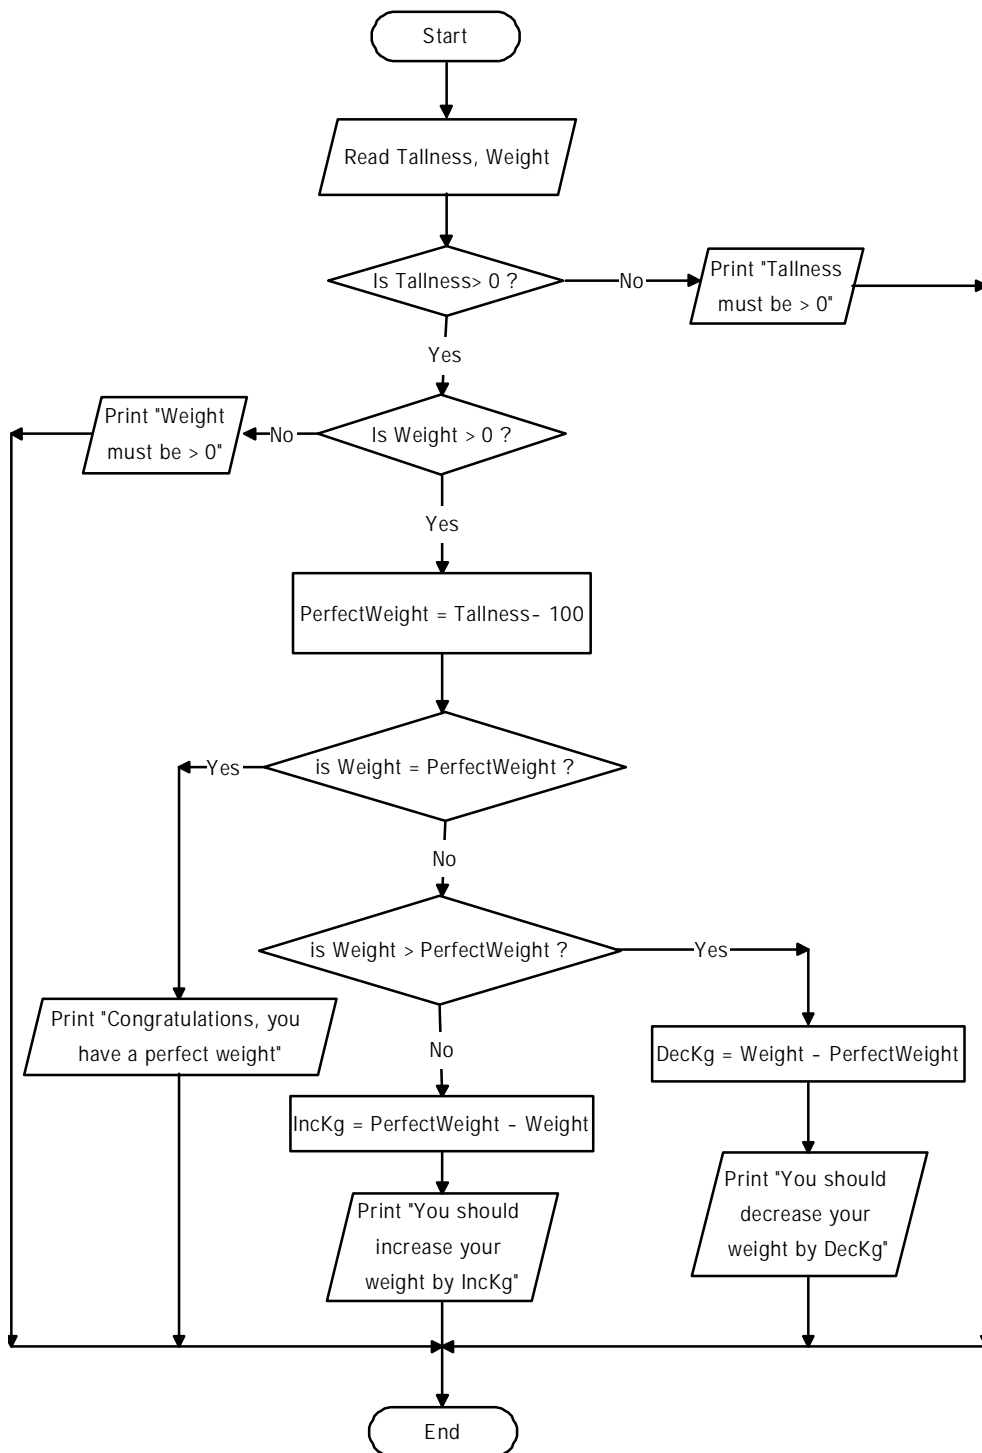 Start
Read Tallness, Weight
Is Tallness> 0 ?
No
Print "Tallness
must be > 0"
Yes
Print "Weight
must be > 0"
No
Is Weight > 0 ?
Yes
PerfectWeight = Tallness- 100
Yes
is Weight = PerfectWeight ?
No
is Weight > PerfectWeight ?
Yes
Print "Congratulations, you
have a perfect weight"
No
DecKg = Weight - PerfectWeight
IncKg = PerfectWeight - Weight
Print "You should
increase your
weight by IncKg"
Print "You should
decrease your
weight by DecKg"
End